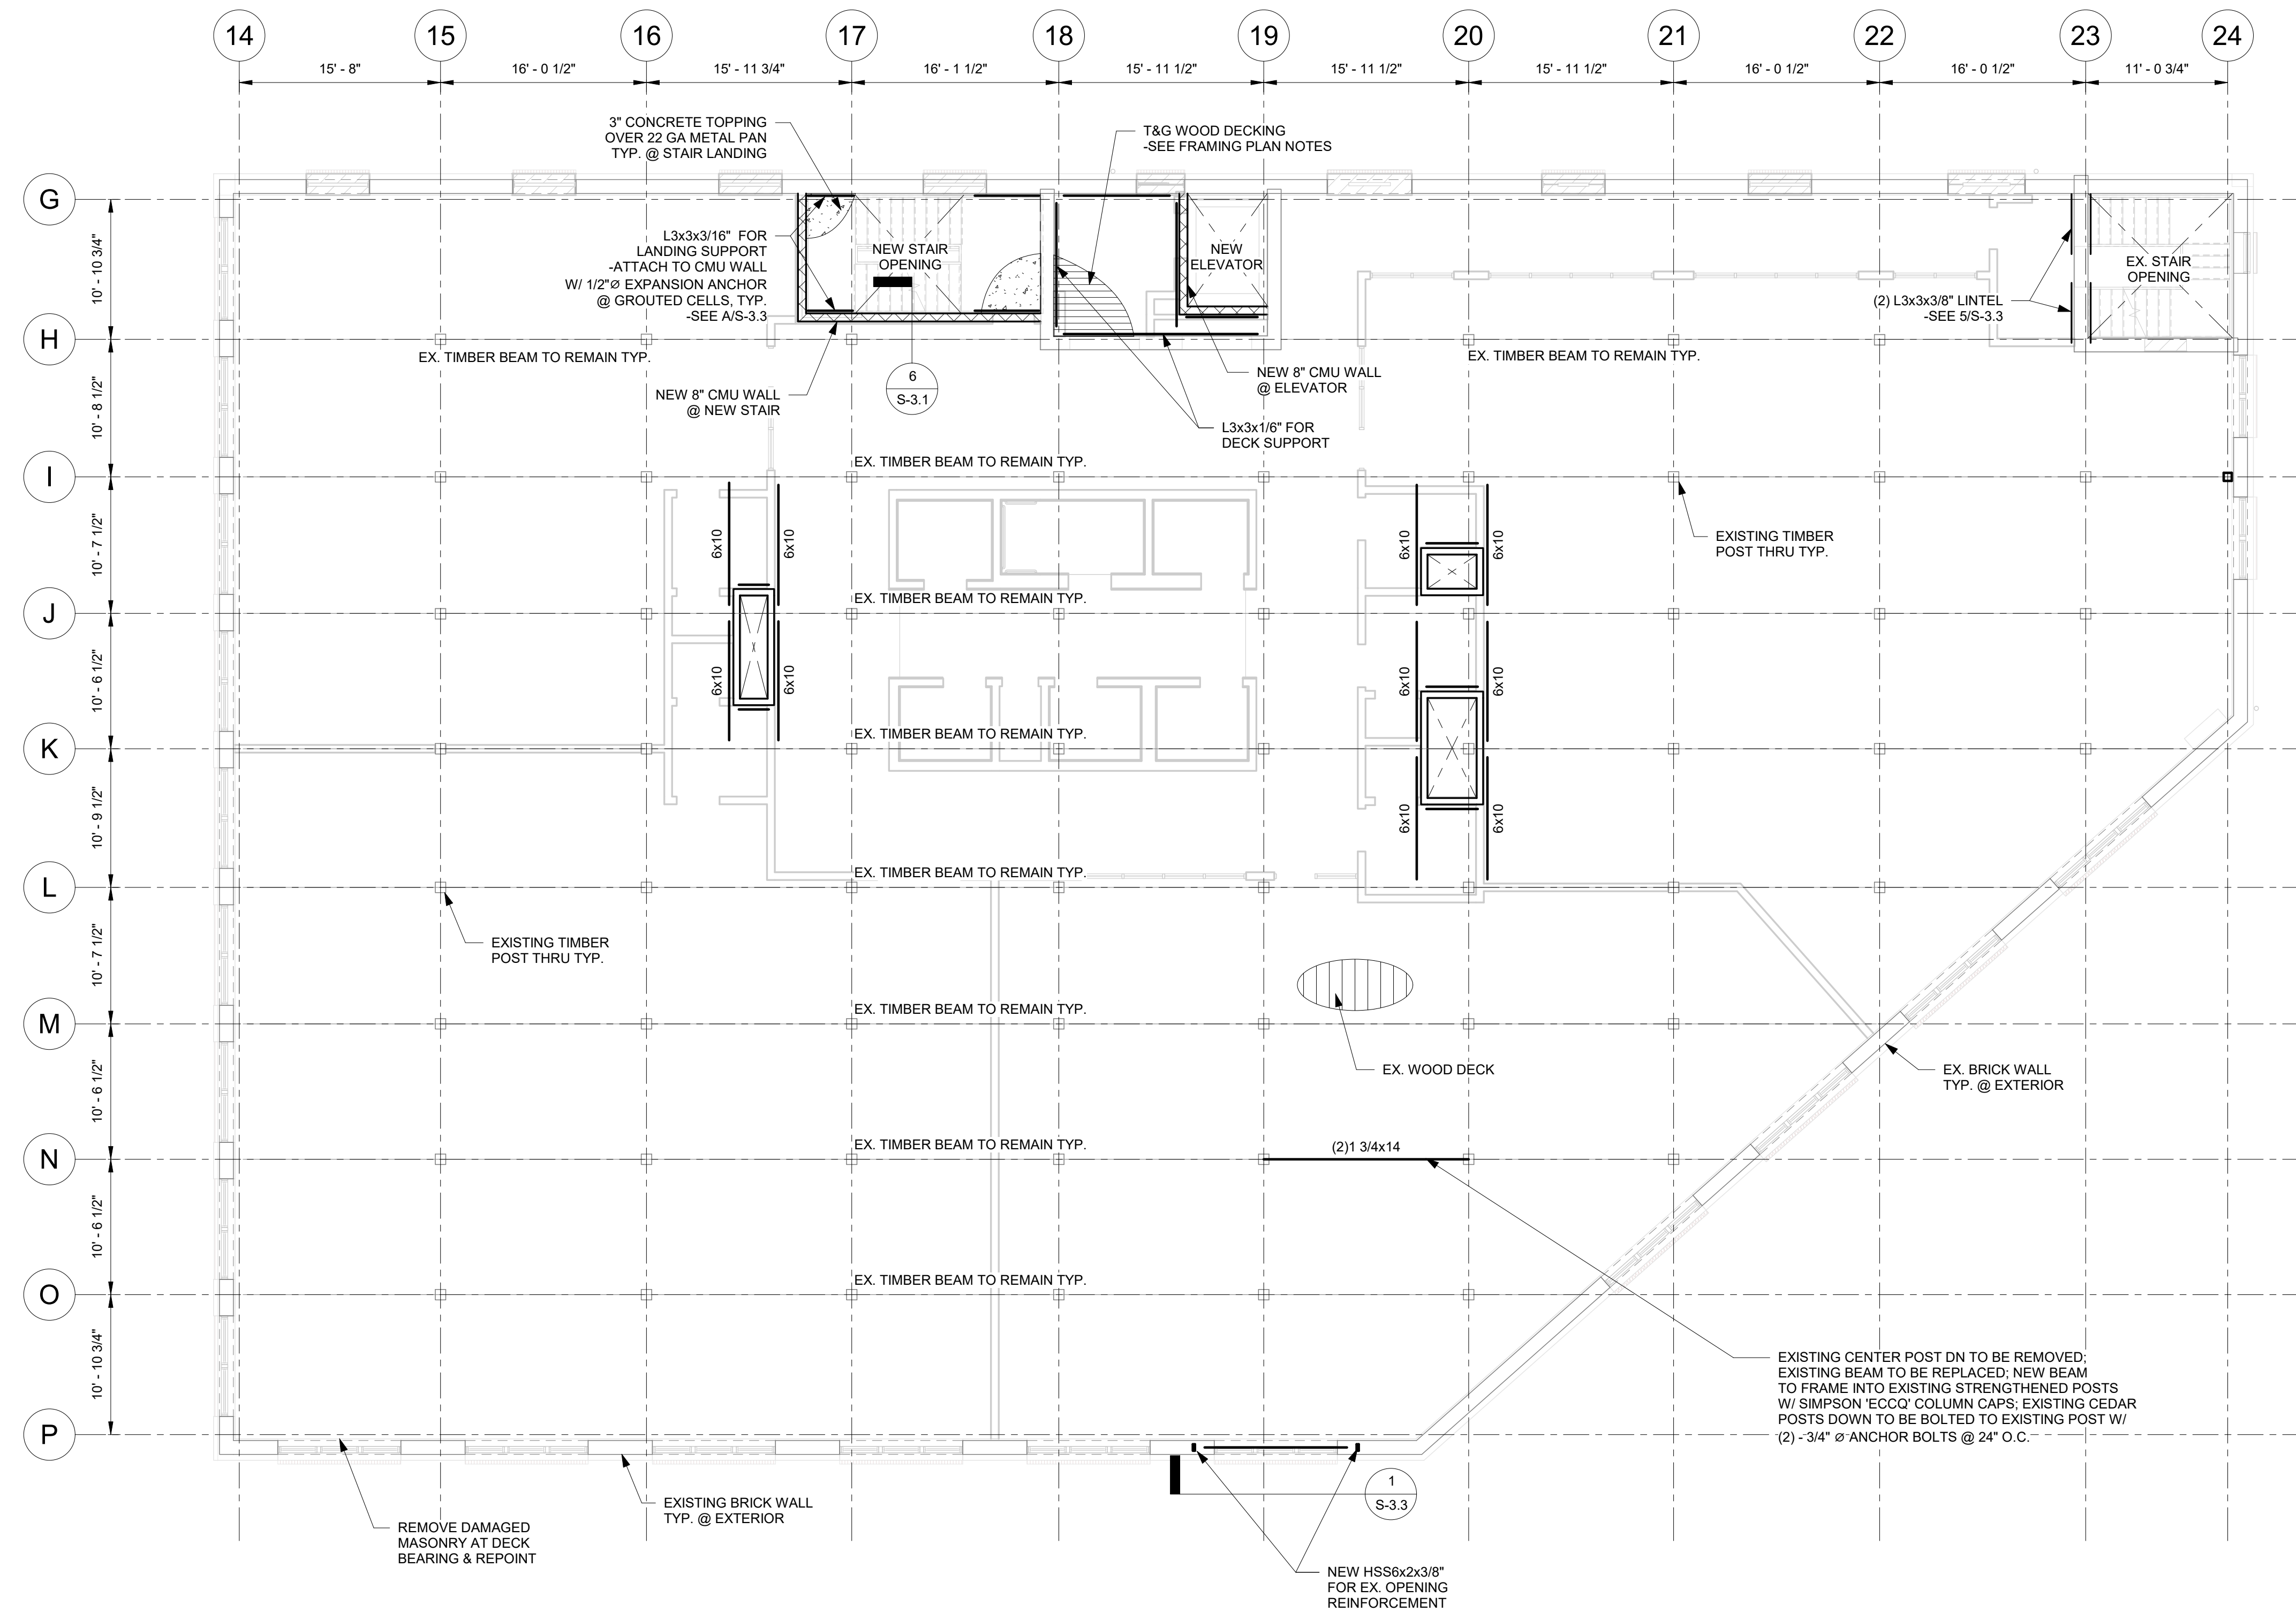 14 15 16 17 18 19 20 21 22 23 24
15' - 8" 16' - 0 1/2" 15' - 11 3/4" 16' - 1 1/2" 15' - 11 1/2" 15' - 11 1/2" 15' - 11 1/2" 16' - 0 1/2" 16' - 0 1/2" 11' - 0 3/4"
3" CONCRETE TOPPING
OVER 22 GA METAL PAN
TYP. @ STAIR LANDING
T&G WOOD DECKING
-SEE FRAMING PLAN NOTES
G
10' - 10 3/4"
L3x3x3/16" FOR
LANDING SUPPORT
-ATTACH TO CMU WALL
W/ 1/2"Ø EXPANSION ANCHOR
@ GROUTED CELLS, TYP.
-SEE A/S-3.3
NEW STAIR
OPENING
NEW
ELEVATOR
EX. STAIR
OPENING
(2) L3x3x3/8" LINTEL
-SEE 5/S-3.3
H
EX. TIMBER BEAM TO REMAIN TYP.
EX. TIMBER BEAM TO REMAIN TYP.
10' - 8 1/2"
6
S-3.1
NEW 8" CMU WALL
@ NEW STAIR
NEW 8" CMU WALL
@ ELEVATOR
L3x3x1/6" FOR
DECK SUPPORT
I
EX. TIMBER BEAM TO REMAIN TYP.
10' - 7 1/2"
6x10
6x10
6x10
6x10
EXISTING TIMBER
POST THRU TYP.
J
EX. TIMBER BEAM TO REMAIN TYP.
10' - 6 1/2"
6x10
6x10
6x10
6x10
K
EX. TIMBER BEAM TO REMAIN TYP.
10' - 9 1/2"
6x10
6x10
L
EX. TIMBER BEAM TO REMAIN TYP.
10' - 7 1/2"
EXISTING TIMBER
POST THRU TYP.
M
EX. TIMBER BEAM TO REMAIN TYP.
10' - 6 1/2"
EX. WOOD DECK
EX. BRICK WALL
TYP. @ EXTERIOR
N
EX. TIMBER BEAM TO REMAIN TYP.
(2)1 3/4x14
10' - 6 1/2"
O
EX. TIMBER BEAM TO REMAIN TYP.
10' - 10 3/4"
EXISTING CENTER POST DN TO BE REMOVED;
EXISTING BEAM TO BE REPLACED; NEW BEAM
TO FRAME INTO EXISTING STRENGTHENED POSTS
W/ SIMPSON 'ECCQ' COLUMN CAPS; EXISTING CEDAR
POSTS DOWN TO BE BOLTED TO EXISTING POST W/
(2) - 3/4" Ø ANCHOR BOLTS @ 24" O.C.
P
1
S-3.3
EXISTING BRICK WALL
TYP. @ EXTERIOR
REMOVE DAMAGED
MASONRY AT DECK
BEARING & REPOINT
NEW HSS6x2x3/8"
FOR EX. OPENING
REINFORCEMENT